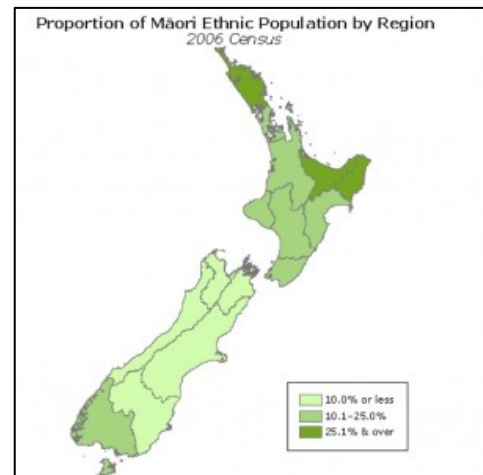 Proportion of Māori Ethnic Population by Region
2006 Census
10.0% or less
10.1-25.0%
25.1% & over